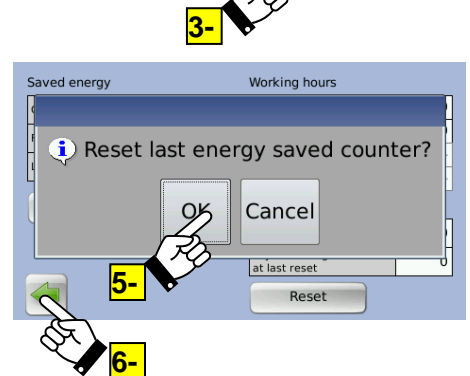 3-
Saved energy
Working hours
Reset last energy saved counter?
OK
Cancel
5-
at last reset
0
Reset
6-